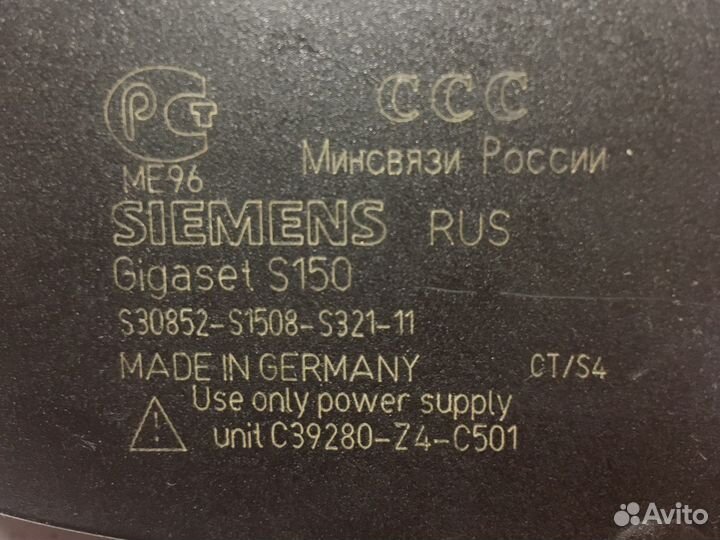 РСТ ССС
МЕ96 Минсвязи России
SIEMENS RUS
Gigaset S150
S30852-S1508-S321-11
MADE IN GERMANY CT/S4
Use only power supply
unit C39280-Z4-C501
Avito